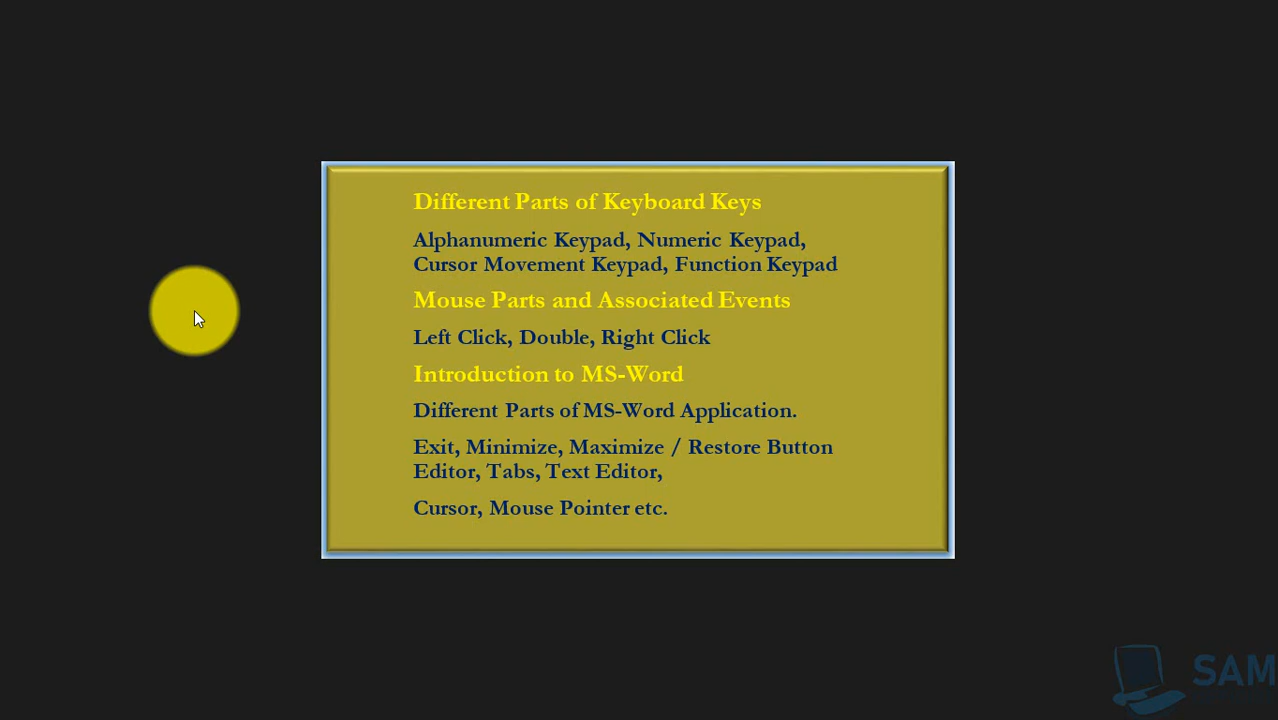 Different Parts of Keyboard Keys
Alphanumeric Keypad, Numeric Keypad,
Cursor Movement Keypad, Function Keypad
Mouse Parts and Associated Events
Left Click, Double, Right Click
Introduction to MS-Word
Different Parts of MS-Word Application.
Exit, Minimize, Maximize / Restore Button
Editor, Tabs, Text Editor,
Cursor, Mouse Pointer etc.
SAM